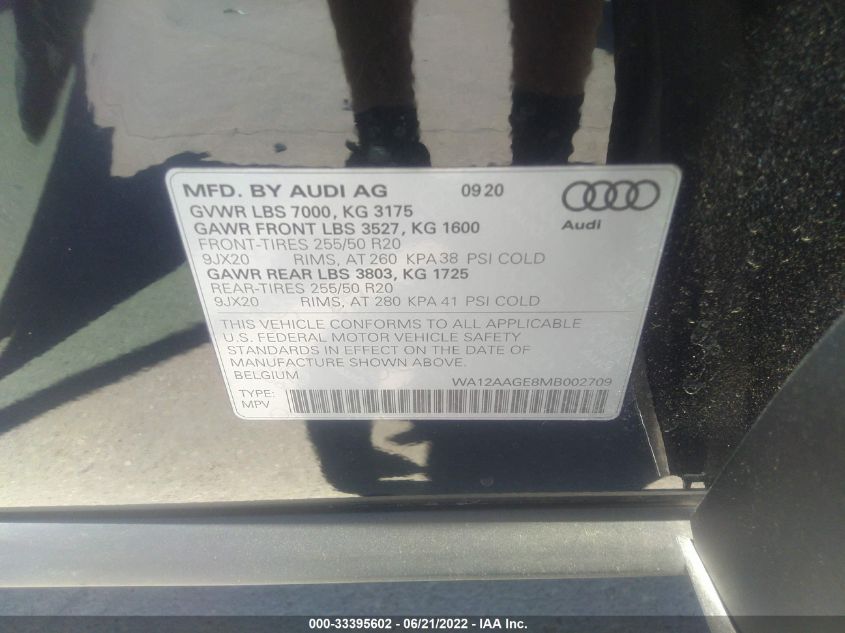 MFD. BY AUDI AG 0920
GVWR LBS 7000, KG 3175
GAWR FRONT LBS 3527, KG 1600
Audi
FRONT-TIRES 255/50 R20
9JX20 RIMS, AT 260 KPA 38 PSI COLD
GAWR REAR LBS 3803, KG 1725
REAR-TIRES 255/50 R20
9JX20 RIMS, AT 280 KPA 41 PSI COLD
THIS VEHICLE CONFORMS TO ALL APPLICABLE
U.S. FEDERAL MOTOR VEHICLE SAFETY
STANDARDS IN EFFECT ON THE DATE OF
MANUFACTURE SHOWN ABOVE.
BELGIUM WA12AAGE8MB002709
TYPE:
MPV
000-33395602 - 06/21/2022 - IAA Inc.